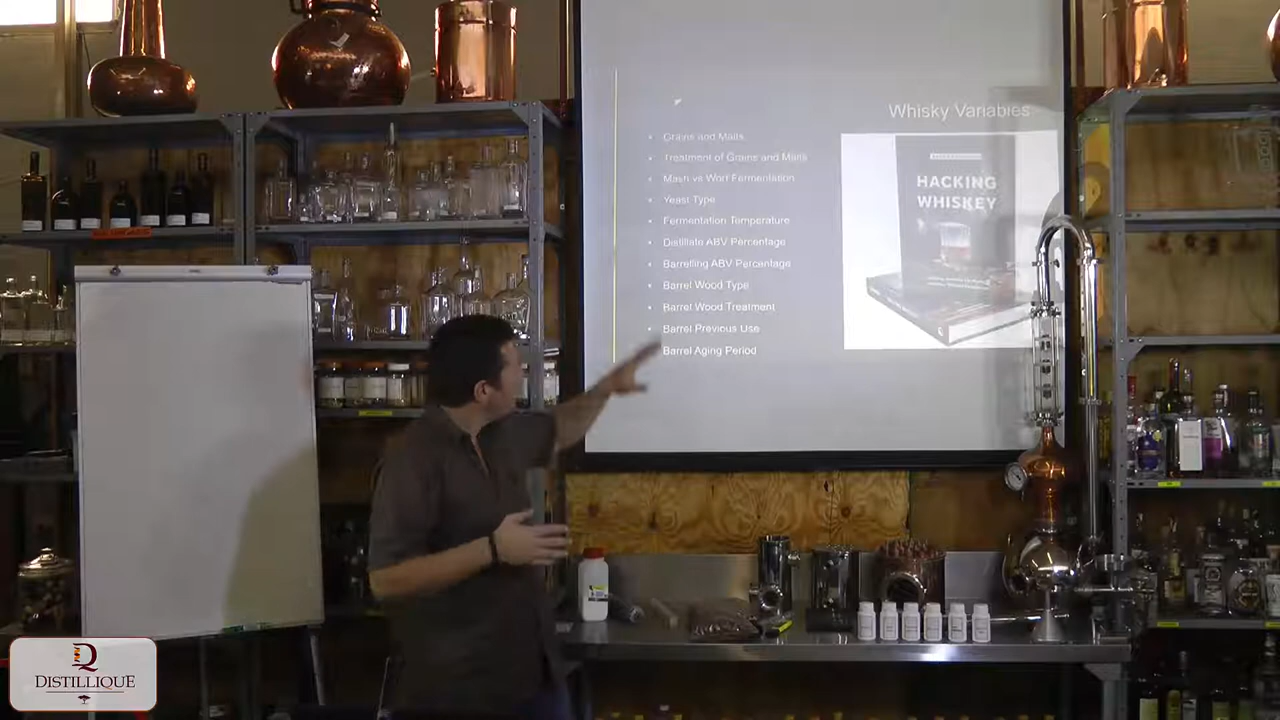 Whisky Variables
Grains and Malts
Treatment of Grains and Malts
Mash vs Wort Fermentation
Yeast Type
Fermentation Temperature
Distillate ABV Percentage
Barrelling ABV Percentage
Barrel Wood Type
Barrel Wood Treatment
Barrel Previous Use
Barrel Aging Period
HACKING
WHISKEY
DISTILLIQUE